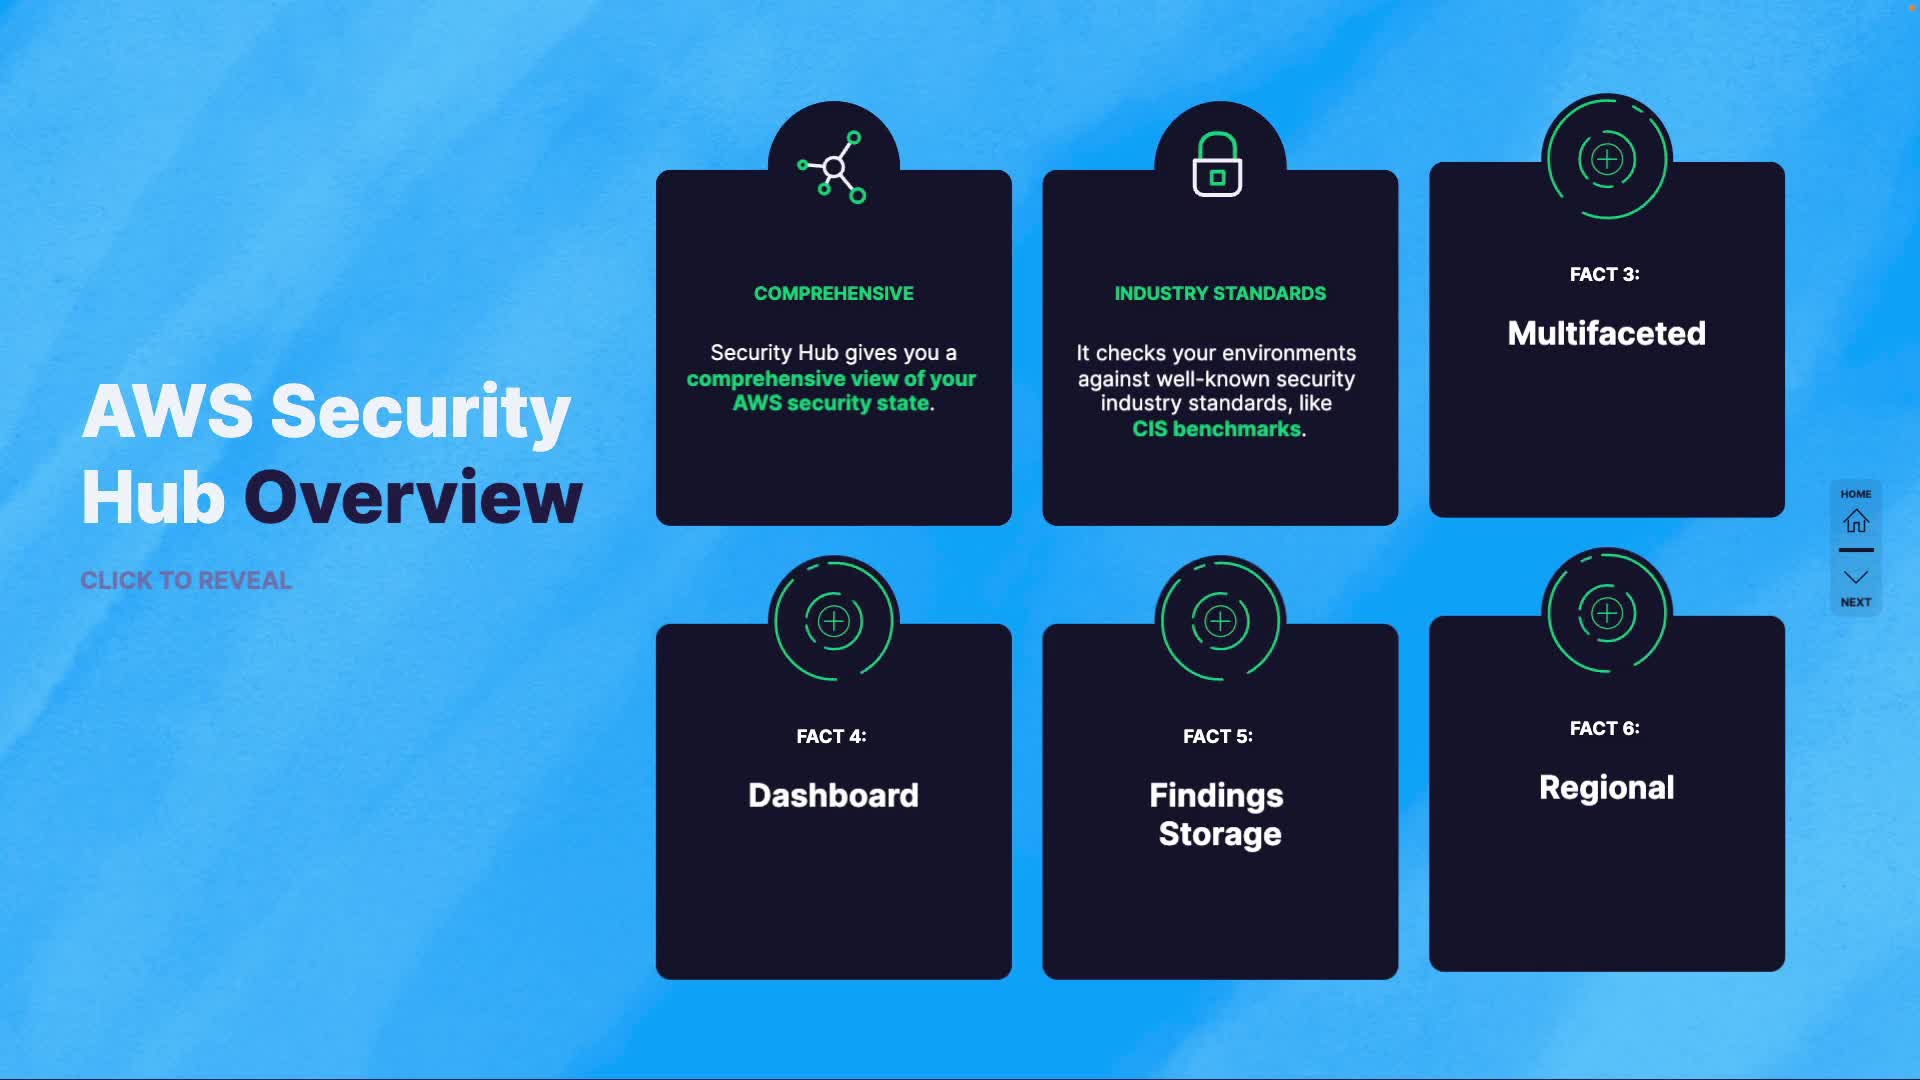 AWS Security
Hub Overview
CLICK TO REVEAL
COMPREHENSIVE
Security Hub gives you a
comprehensive view of your
AWS security state.
INDUSTRY STANDARDS
It checks your environments
against well-known security
industry standards, like
CIS benchmarks.
FACT 3:
Multifaceted
FACT 4:
Dashboard
FACT 5:
Findings
Storage
FACT 6:
Regional
HOME
NEXT